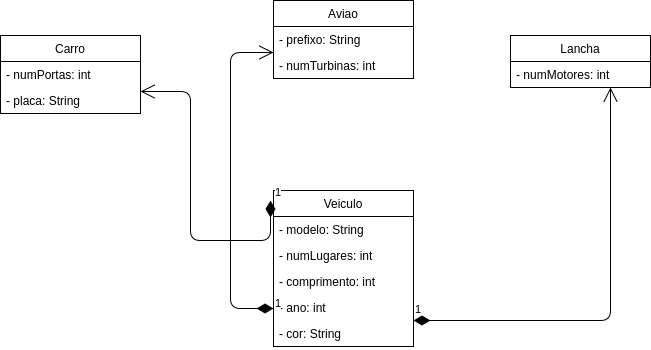 Aviao
- prefixo: String
- numTurbinas: int
Carro
- numPortas: int
- placa: String
Lancha
- numMotores: int
1
Veiculo
- modelo: String
- numLugares: int
- comprimento: int
1
- ano: int
1
- cor: String